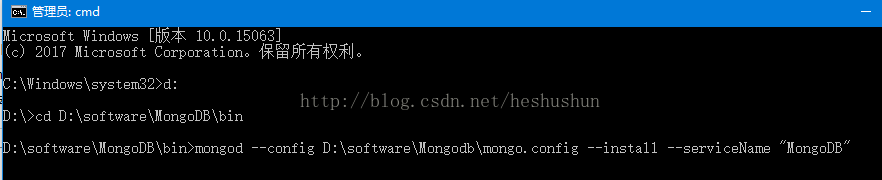 管理员: cmd
Microsoft Windows [版本 10.0.15063]
(c) 2017 Microsoft Corporation。保留所有权利。
C:\Windows\system32>d:
http://blog.csdn.net/heshushun
D:\>cd D:\software\MongoDB\bin
D:\software\MongoDB\bin>mongod --config D:\software\Mongodb\mongo.config --install --serviceName "MongoDB"